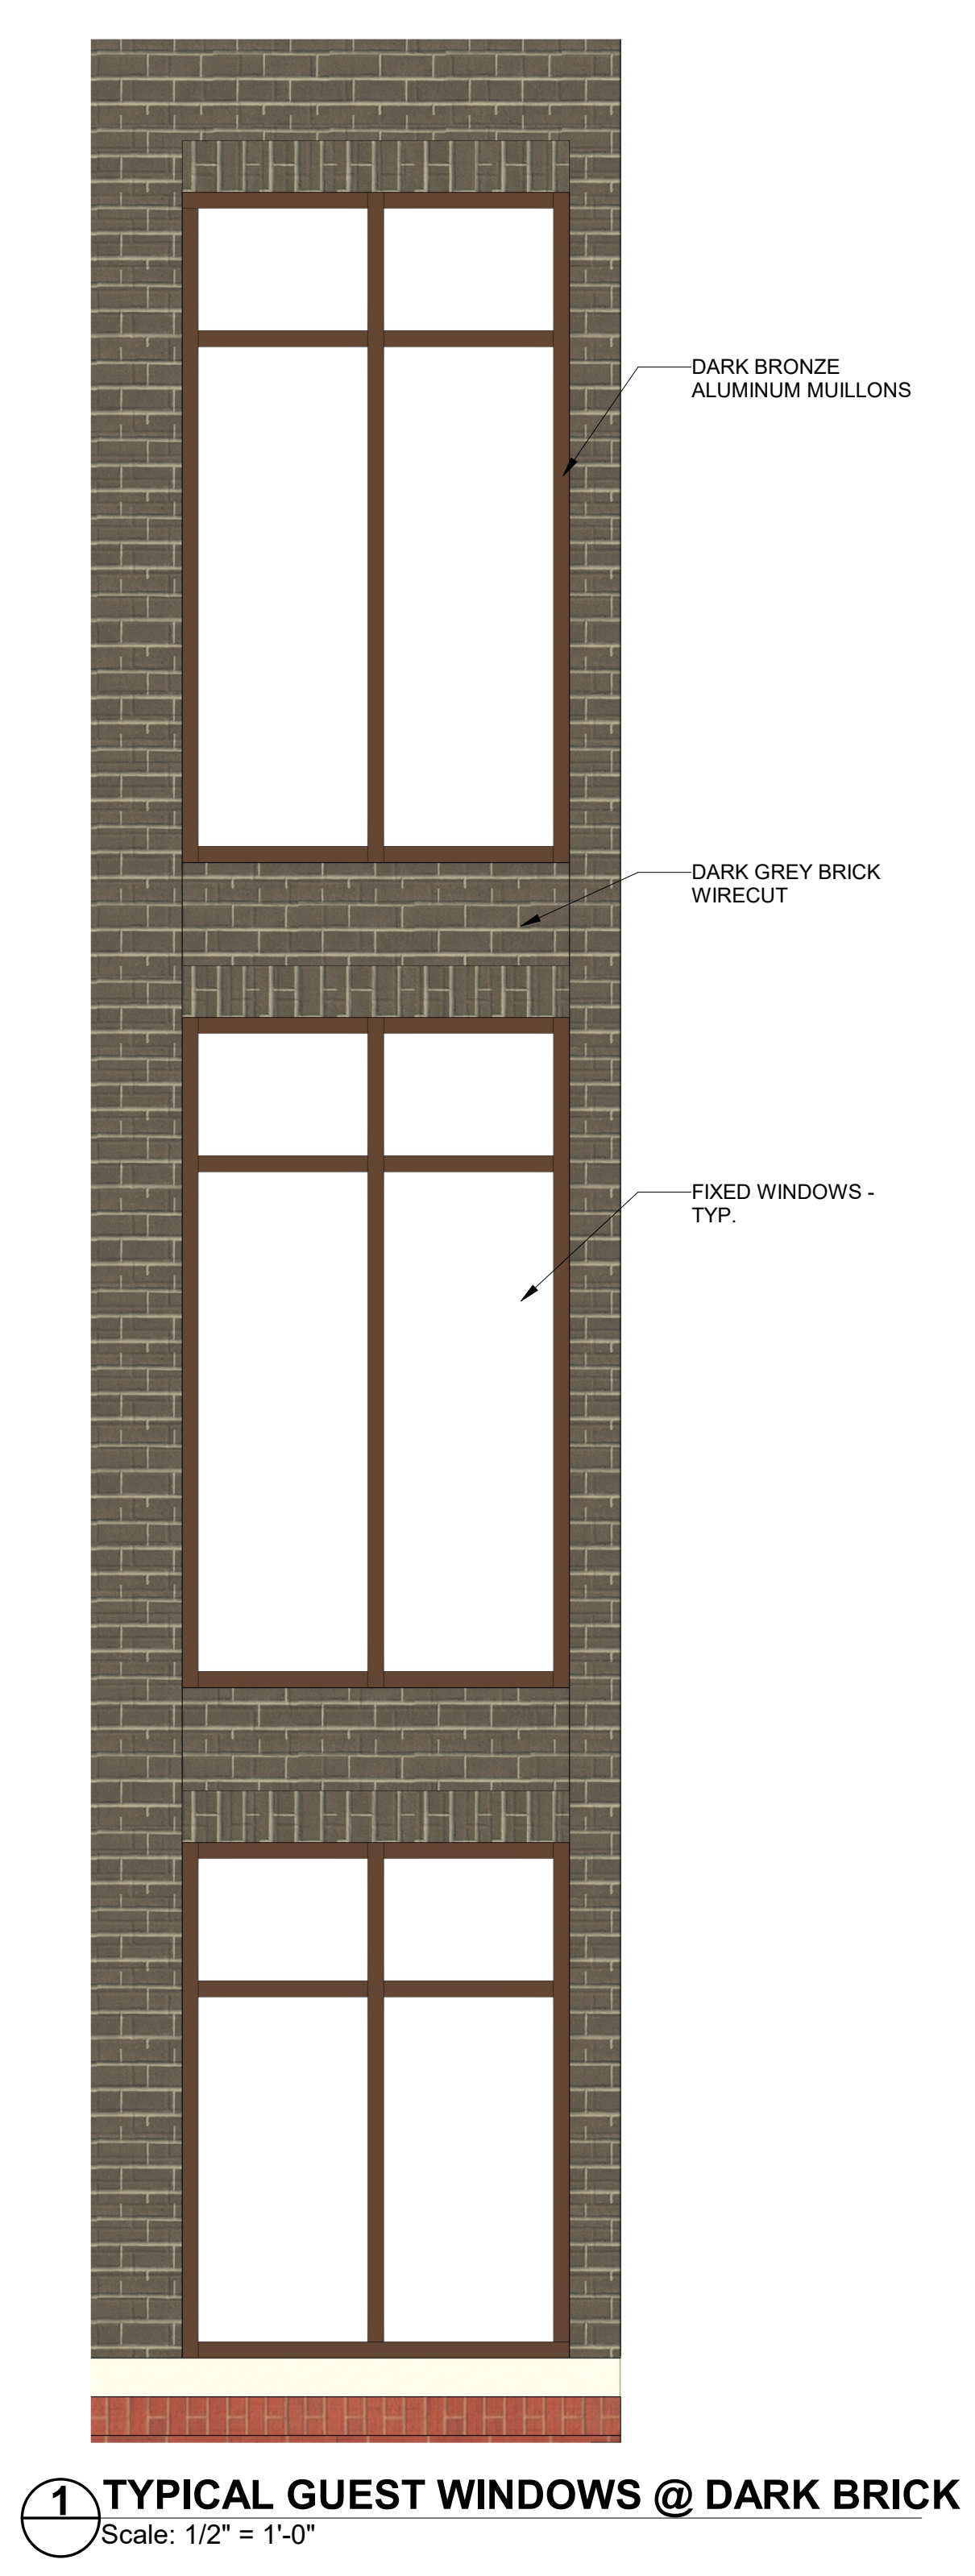 DARK BRONZE
ALUMINUM MUILLONS
DARK GREY BRICK
WIRECUT
FIXED WINDOWS -
TYP.
1
TYPICAL GUEST WINDOWS @ DARK BRICK
Scale: 1/2" = 1'-0"